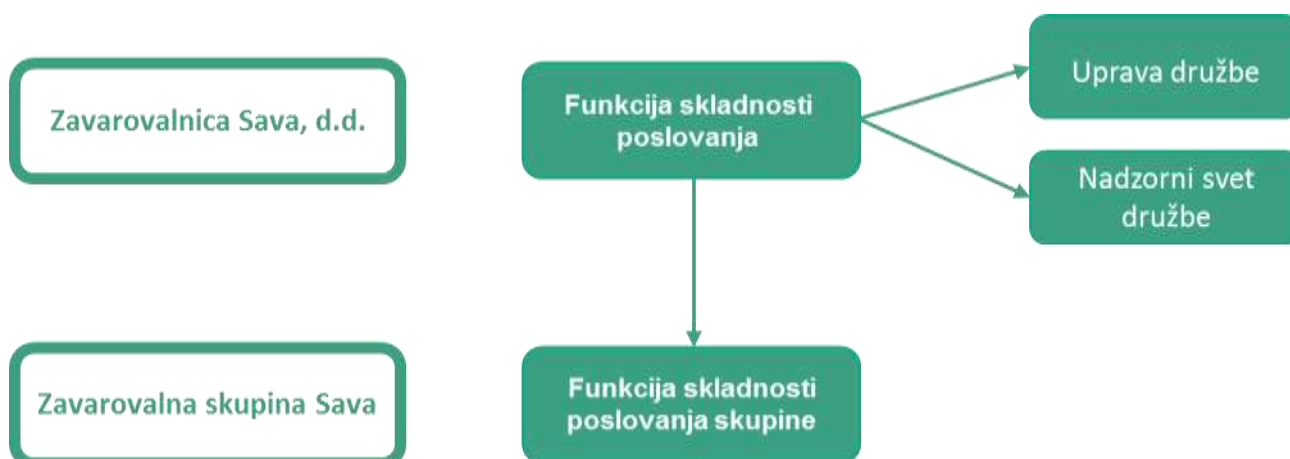 Zavarovalnica Sava, d.d.
Funkcija skladnosti
poslovanja
Uprava družbe
Nadzorni svet
družbe
Zavarovalna skupina Sava
Funkcija skladnosti
poslovanja skupine